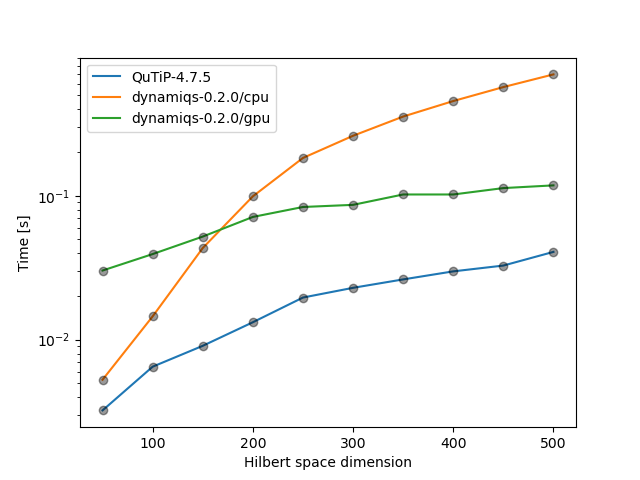 QuTiP-4.7.5
dynamiqs-0.2.0/cpu
dynamiqs-0.2.0/gpu
Time [s]
10⁻¹
10⁻²
100 200 300 400 500
Hilbert space dimension